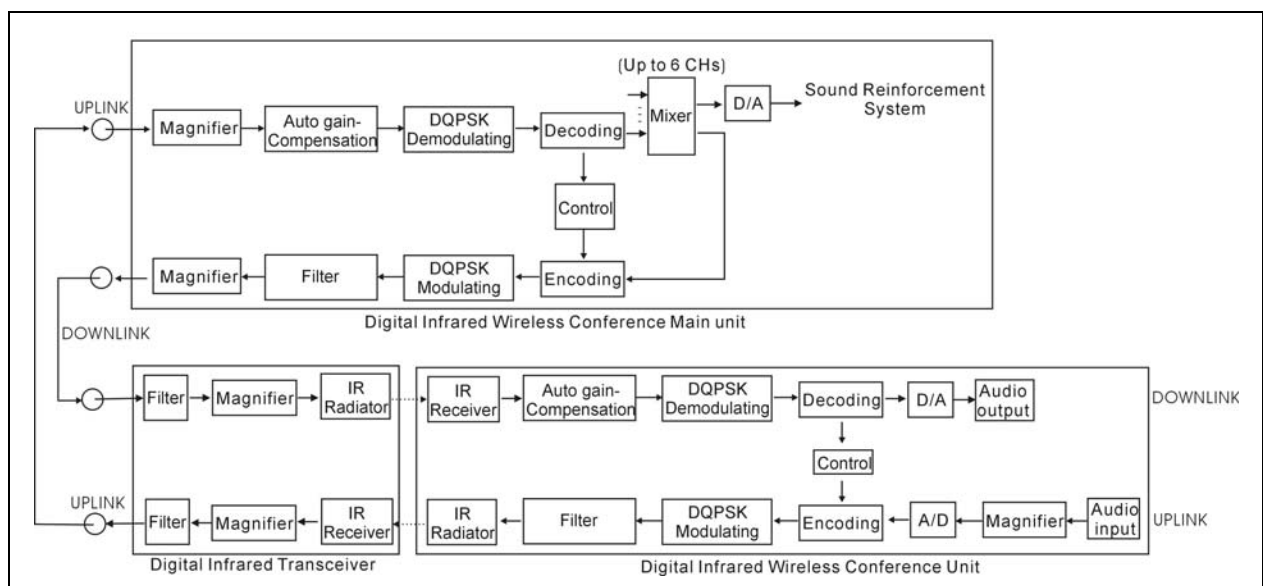 (Up to 6 CHs)
UPLINK
Magnifier
Auto gain-
Compensation
DQPSK
Demodulating
Decoding
Mixer
D/A
Sound Reinforcement
System
Control
Magnifier
Filter
DQPSK
Modulating
Encoding
Digital Infrared Wireless Conference Main unit
DOWNLINK
Filter
Magnifier
IR
Radiator
IR
Receiver
Auto gain-
Compensation
DQPSK
Demodulating
Decoding
D/A
Audio
output
DOWNLINK
Control
UPLINK
Filter
Magnifier
IR
Receiver
IR
Radiator
Filter
DQPSK
Modulating
Encoding
A/D
Magnifier
Audio
input
UPLINK
Digital Infrared Transceiver
Digital Infrared Wireless Conference Unit